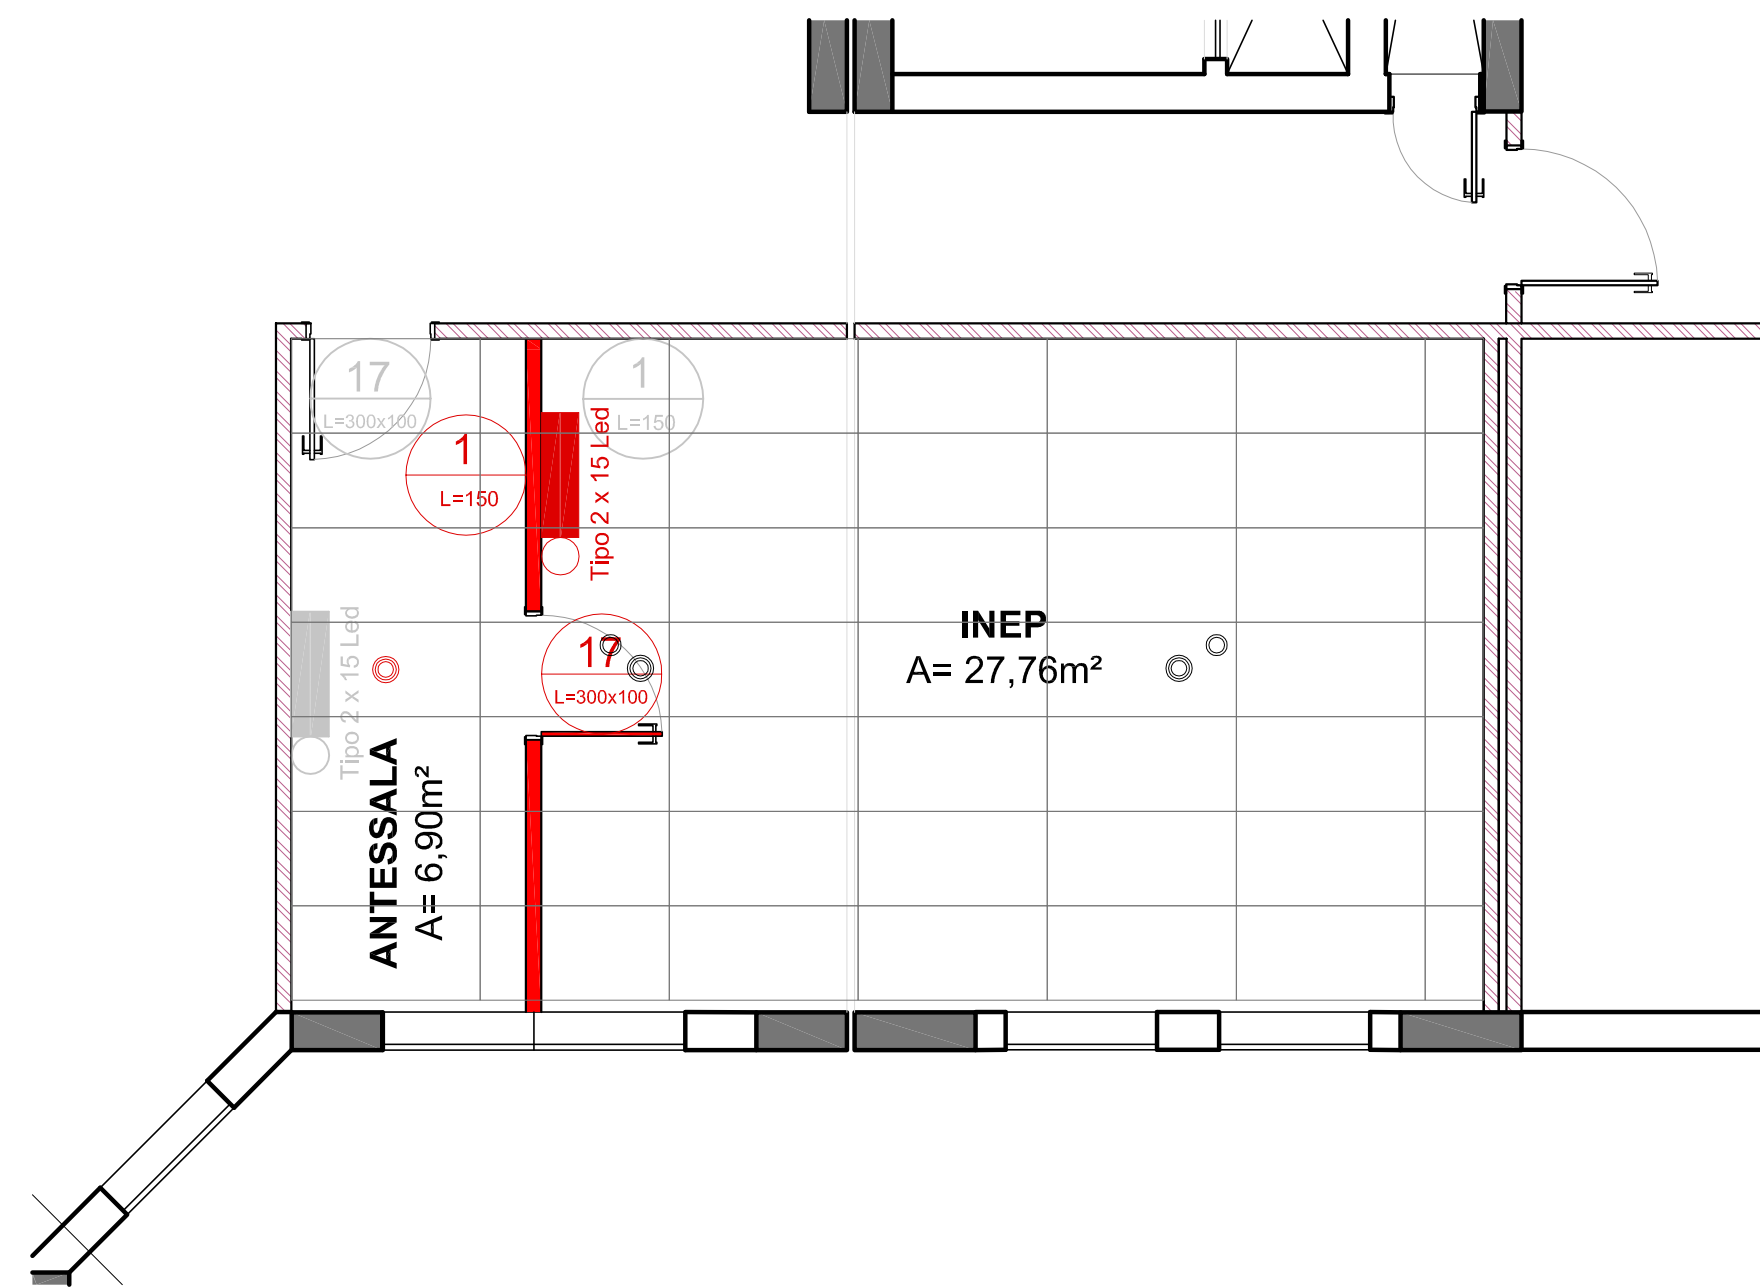 17
L=300x100
1
L=150
1
L=150
Tipo 2 x 15 Led
17
L=300x100
INEP
A= 27,76m²
Tipo 2 x 15 Led
ANTESSALA
A= 6,90m²